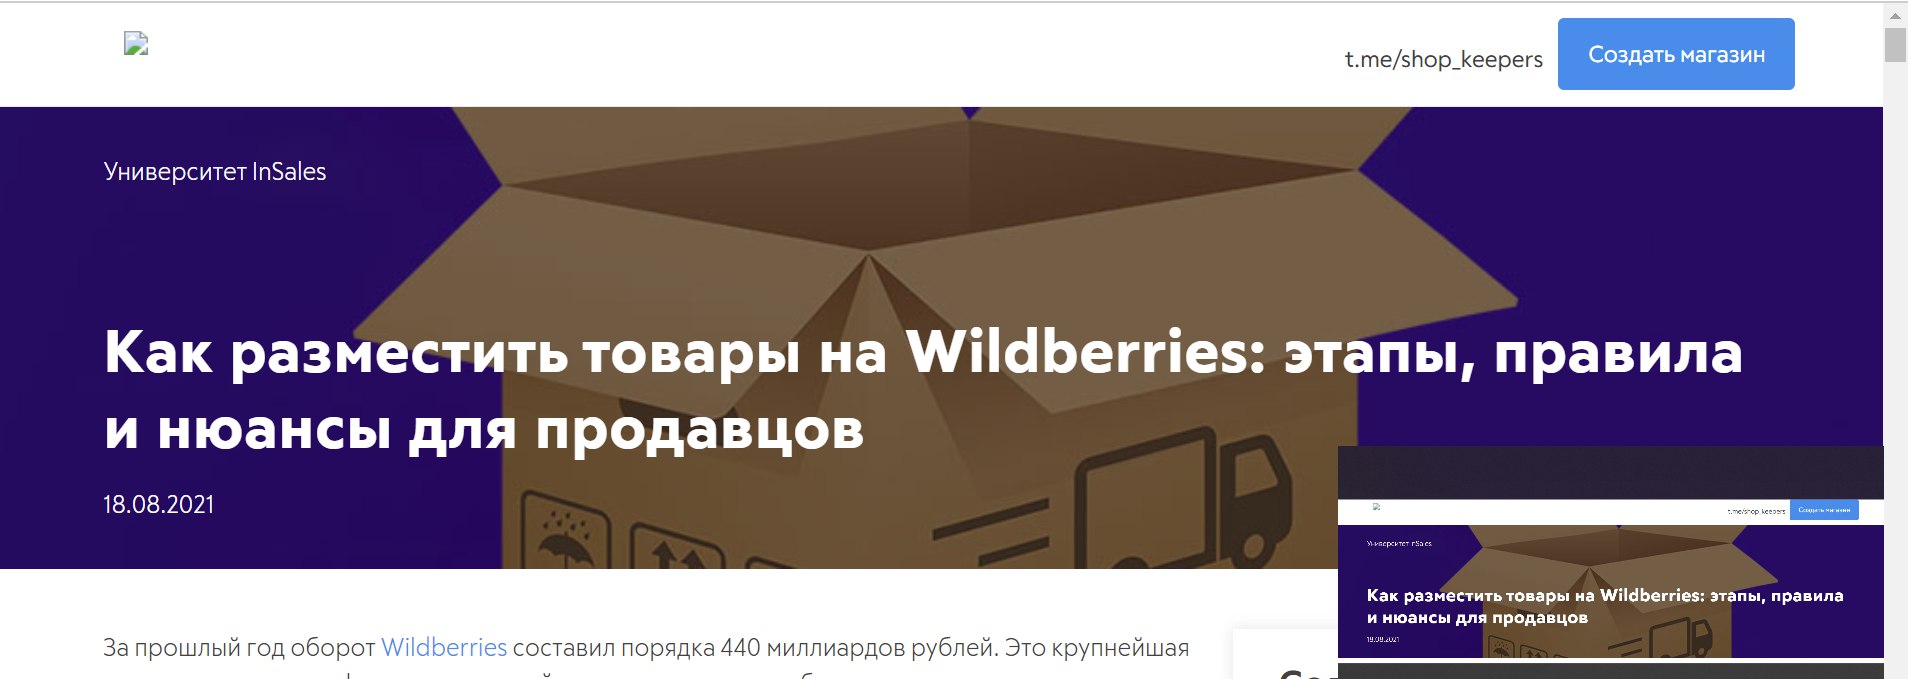 t.me/shop_keepers
Создать магазин
Университет InSales
Как разместить товары на Wildberries: этапы, правила
и нюансы для продавцов
18.08.2021
За прошлый год оборот Wildberries составил порядка 440 миллиардов рублей. Это крупнейшая
t.me/shop_keepers
Создать магазин
Университет InSales
Как разместить товары на Wildberries: этапы, правила
и нюансы для продавцов
18.08.2021